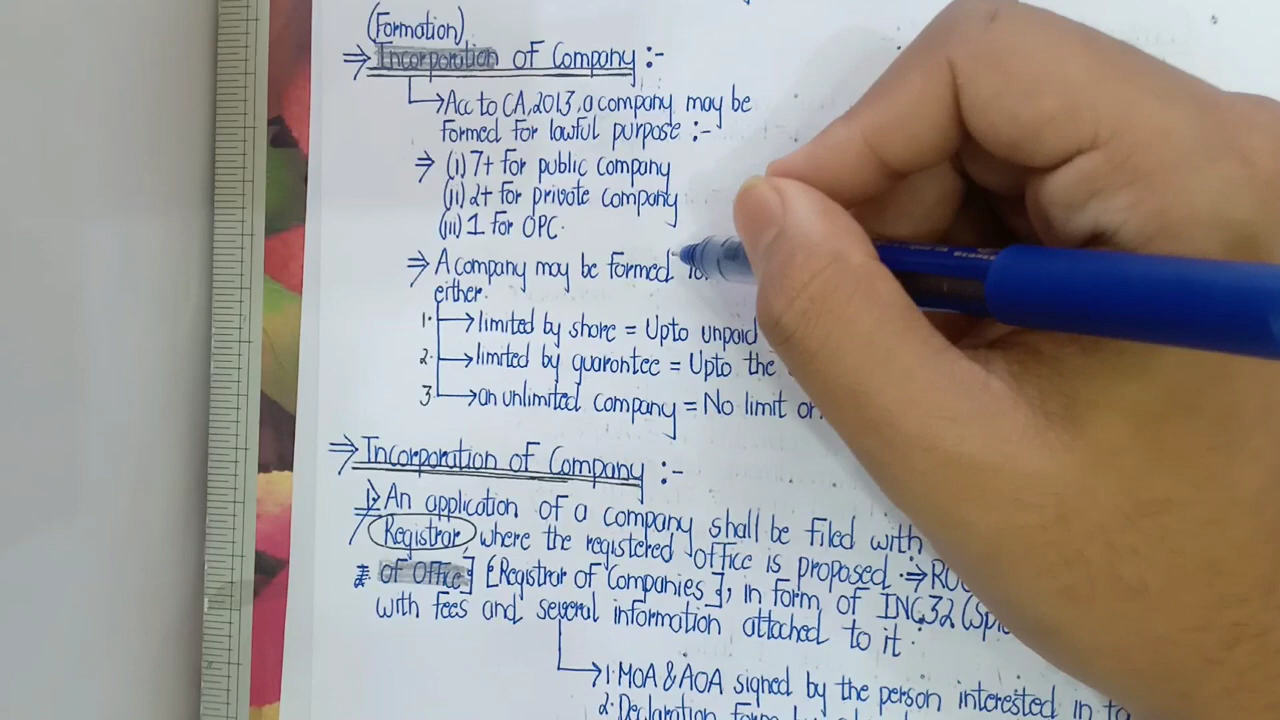 (Formation)
⇒ Incorporation of Company :-
→ Acc to CA, 2013, a company may be
formed for lawful purpose :-
⇒ (i) 7+ for public company
(ii) 2+ for private company
(iii) 1 for OPC.
⇒ A company may be formed
either.
1. → limited by share = Upto unpaid
2. → limited by guarantee = Upto the
3. → an unlimited company = No limit on
⇒ Incorporation of Company :-
1. An application of a company shall be filed with
Registrar, where the registered office is proposed. ⇒
of Office] [Registrar of Companies], in form of INC32
with fees and several information attached to it.
→ 1. MOA & AOA signed by the person interested in
2. Declaration form